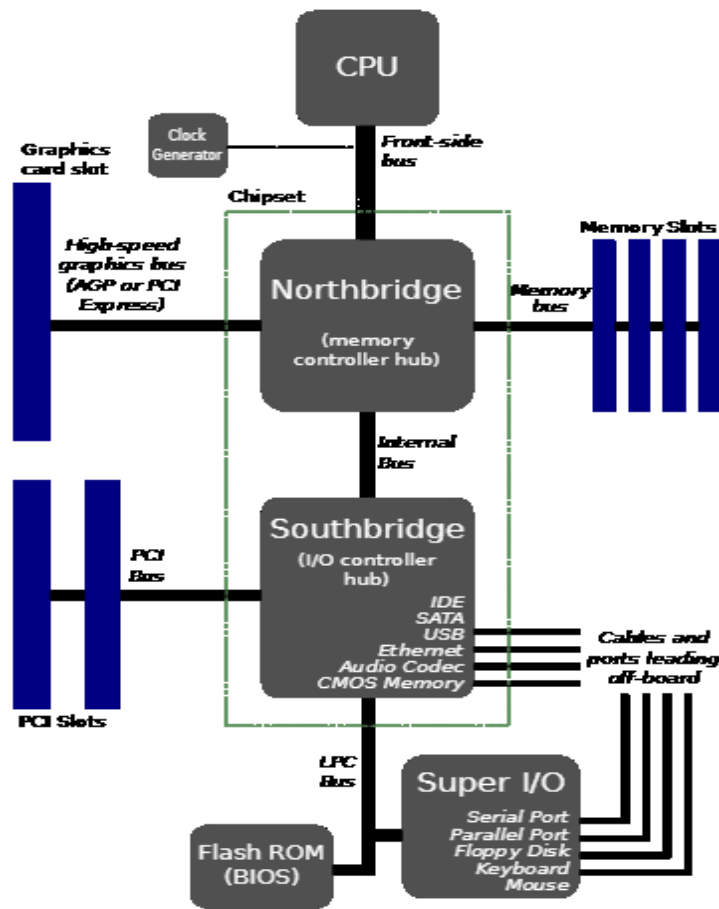 CPU
Clock
Generator
Front-side
bus
Graphics
card slot
Chipset
High-speed
graphics bus
(AGP or PCI
Express)
Northbridge
(memory
controller hub)
Memory Slots
Memory
bus
Internal
Bus
Southbridge
(I/O controller
hub)
IDE
SATA
USB
Ethernet
Audio Codec
CMOS Memory
PCI
Bus
PCI Slots
Cables and
ports leading
off-board
LPC
Bus
Super I/O
Serial Port
Parallel Port
Floppy Disk
Keyboard
Mouse
Flash ROM
(BIOS)